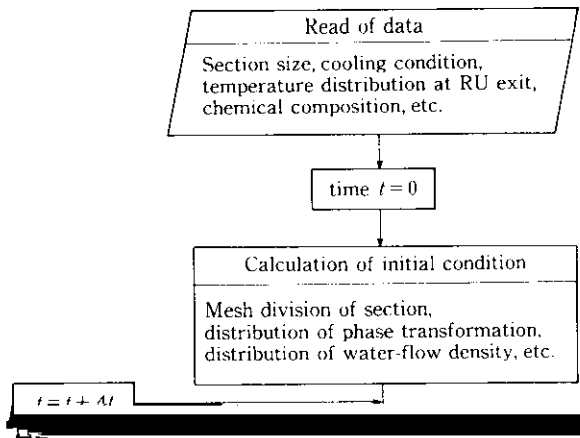 Read of data
Section size, cooling condition,
temperature distribution at RU exit,
chemical composition, etc.
time t = 0
Calculation of initial condition
Mesh division of section,
distribution of phase transformation,
distribution of water-flow density, etc.
t = t + Δt